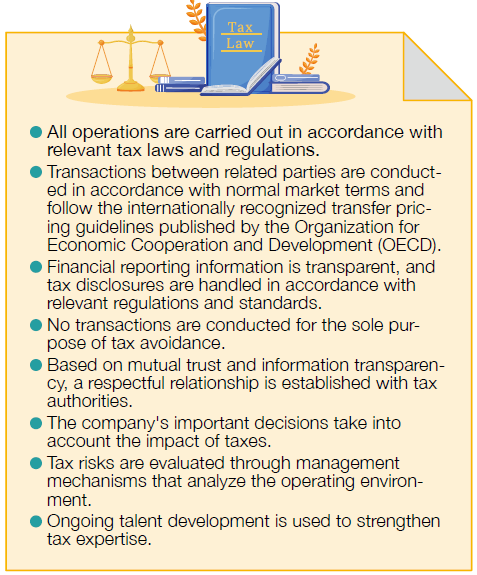 Tax
Law
All operations are carried out in accordance with
relevant tax laws and regulations.
Transactions between related parties are conduct-
ed in accordance with normal market terms and
follow the internationally recognized transfer pric-
ing guidelines published by the Organization for
Economic Cooperation and Development (OECD).
Financial reporting information is transparent, and
tax disclosures are handled in accordance with
relevant regulations and standards.
No transactions are conducted for the sole pur-
pose of tax avoidance.
Based on mutual trust and information transparen-
cy, a respectful relationship is established with tax
authorities.
The company's important decisions take into
account the impact of taxes.
Tax risks are evaluated through management
mechanisms that analyze the operating environ-
ment.
Ongoing talent development is used to strengthen
tax expertise.